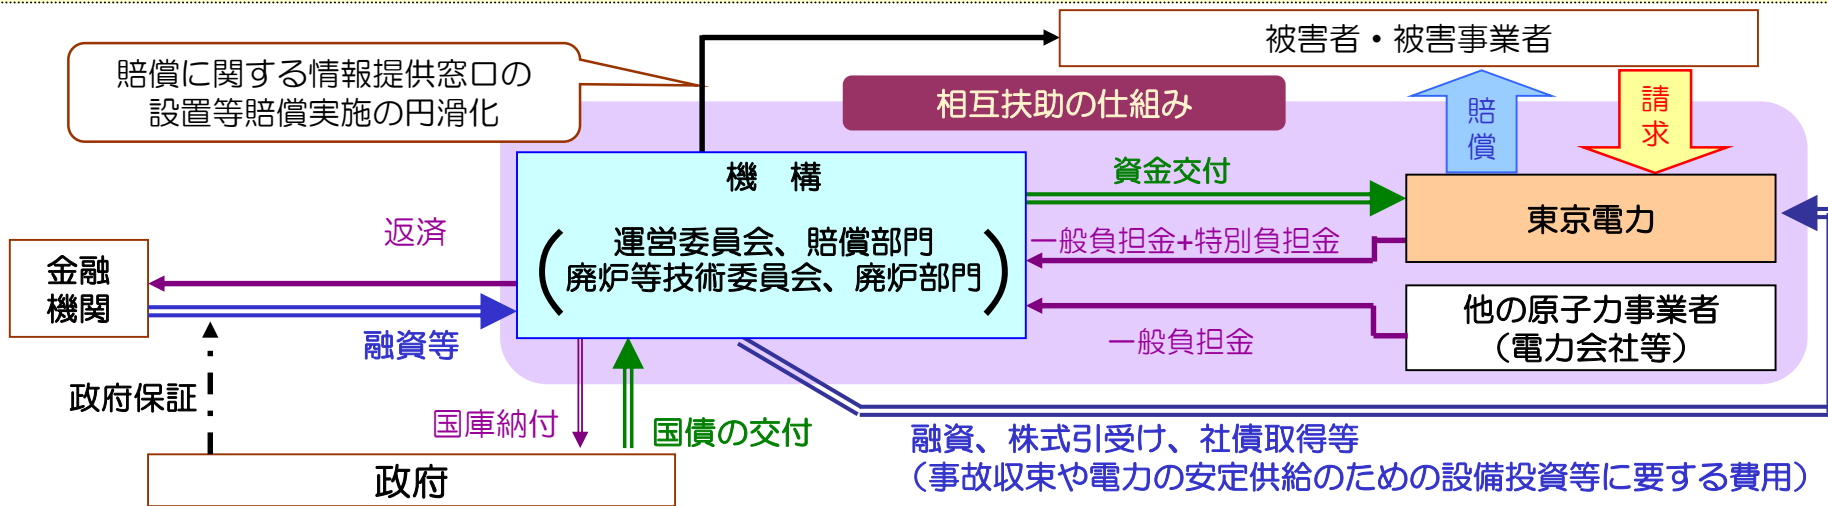 被害者・被害事業者
賠償に関する情報提供窓口の
設置等賠償実施の円滑化
相互扶助の仕組み
賠償
請求
機 構
運営委員会、賠償部門
廃炉等技術委員会、廃炉部門
資金交付
東京電力
一般負担金+特別負担金
返済
金融
機関
融資等
他の原子力事業者
（電力会社等）
一般負担金
政府保証
国庫納付
国債の交付
融資、株式引受け、社債取得等
（事故収束や電力の安定供給のための設備投資等に要する費用）
政府